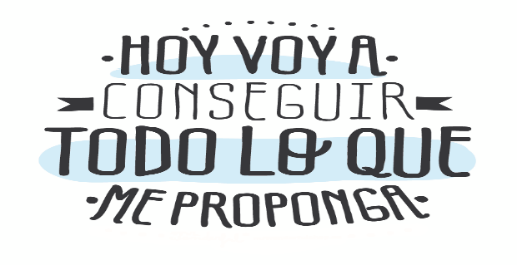 HOY VOY A
CONSEGUIR
TODO LO QUE
ME PROPONGA